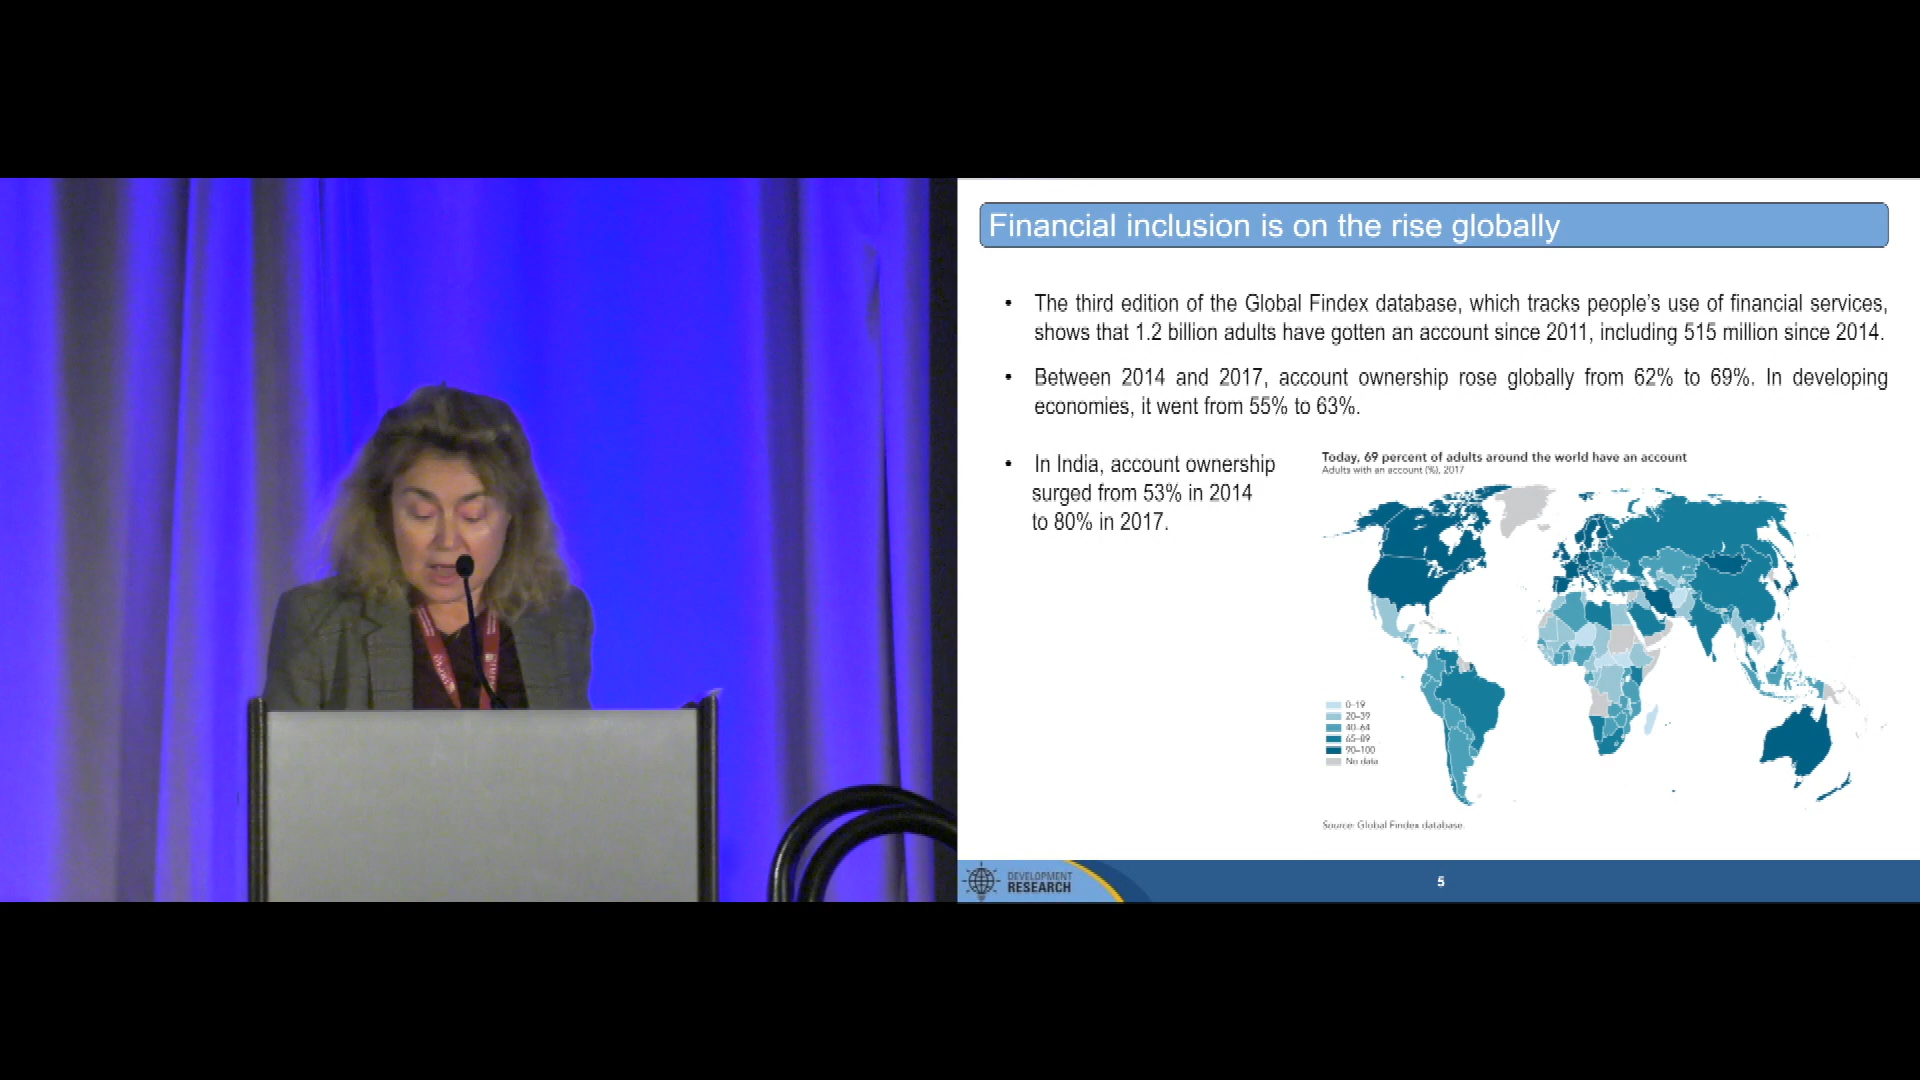 Financial inclusion is on the rise globally
• The third edition of the Global Findex database, which tracks people's use of financial services,
shows that 1.2 billion adults have gotten an account since 2011, including 515 million since 2014.
• Between 2014 and 2017, account ownership rose globally from 62% to 69%. In developing
economies, it went from 55% to 63%.
• In India, account ownership
surged from 53% in 2014
to 80% in 2017.
Today, 69 percent of adults around the world have an account
Adults with an account (%), 2017
0–19
20–39
40–64
65–89
90–100
No data
Source: Global Findex database.
DEVELOPMENT
RESEARCH
5